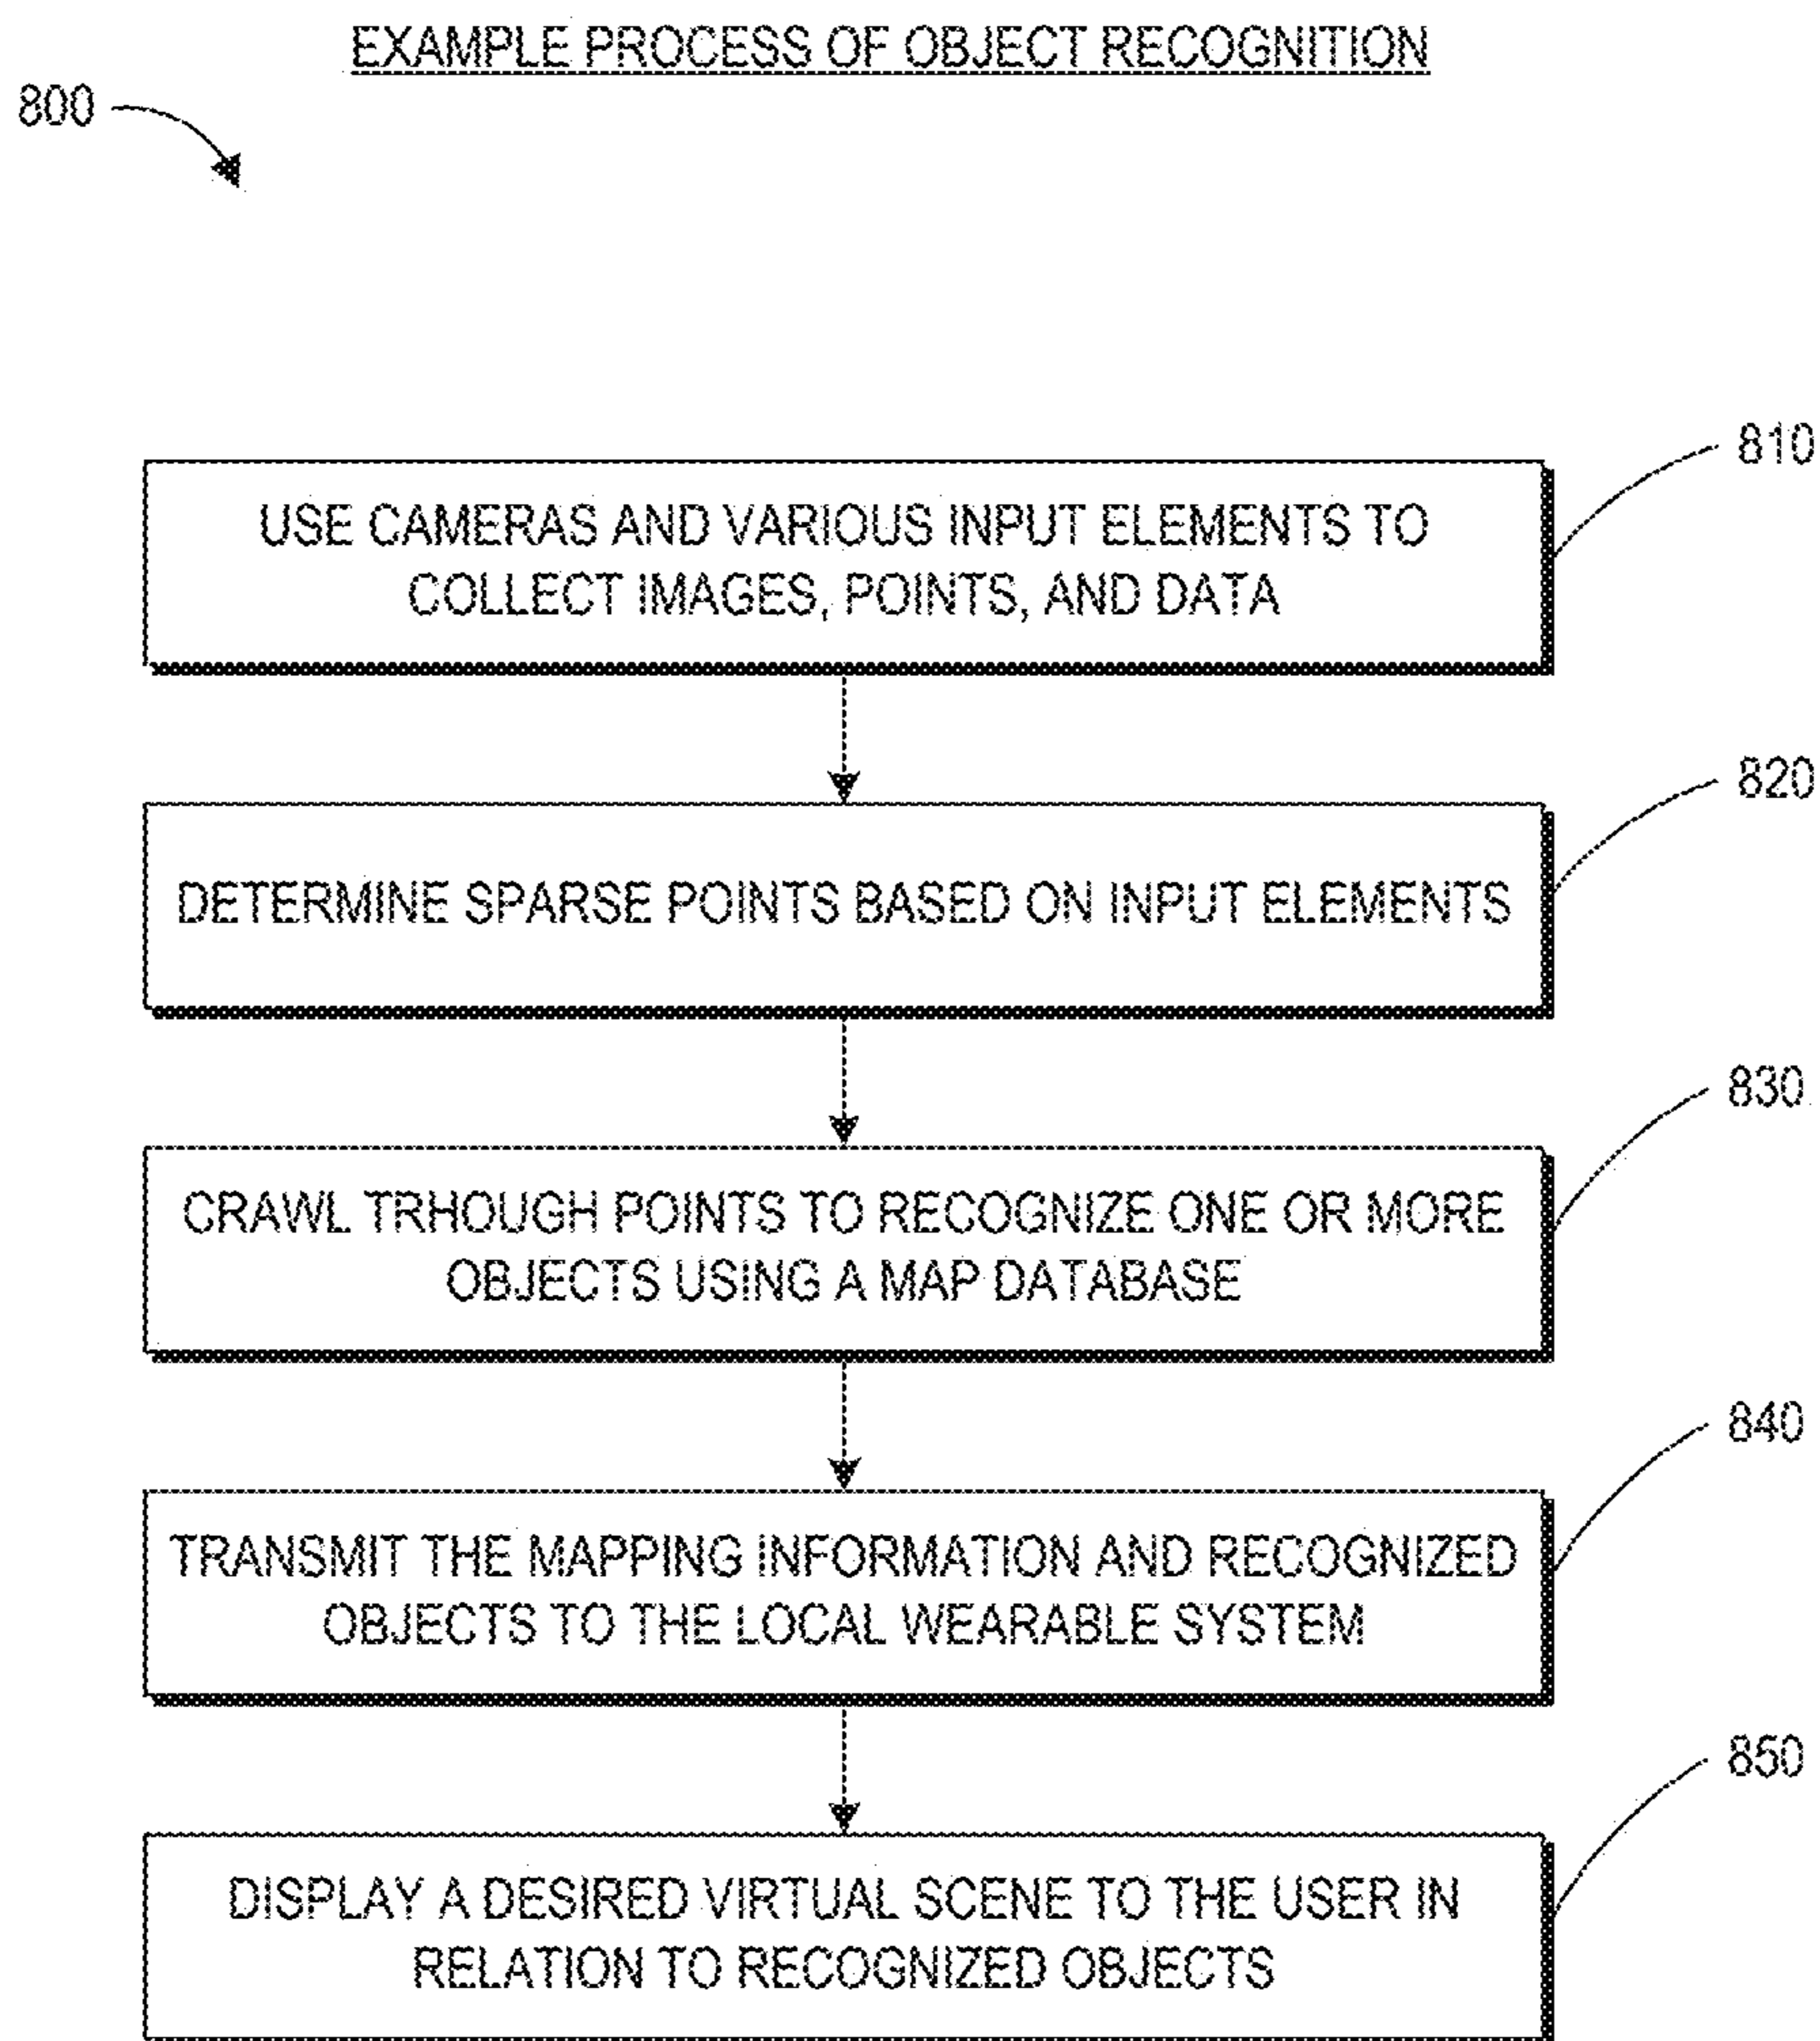 EXAMPLE PROCESS OF OBJECT RECOGNITION
800
810
USE CAMERAS AND VARIOUS INPUT ELEMENTS TO
COLLECT IMAGES, POINTS, AND DATA
820
DETERMINE SPARSE POINTS BASED ON INPUT ELEMENTS
830
CRAWL TRHOUGH POINTS TO RECOGNIZE ONE OR MORE
OBJECTS USING A MAP DATABASE
840
TRANSMIT THE MAPPING INFORMATION AND RECOGNIZED
OBJECTS TO THE LOCAL WEARABLE SYSTEM
850
DISPLAY A DESIRED VIRTUAL SCENE TO THE USER IN
RELATION TO RECOGNIZED OBJECTS